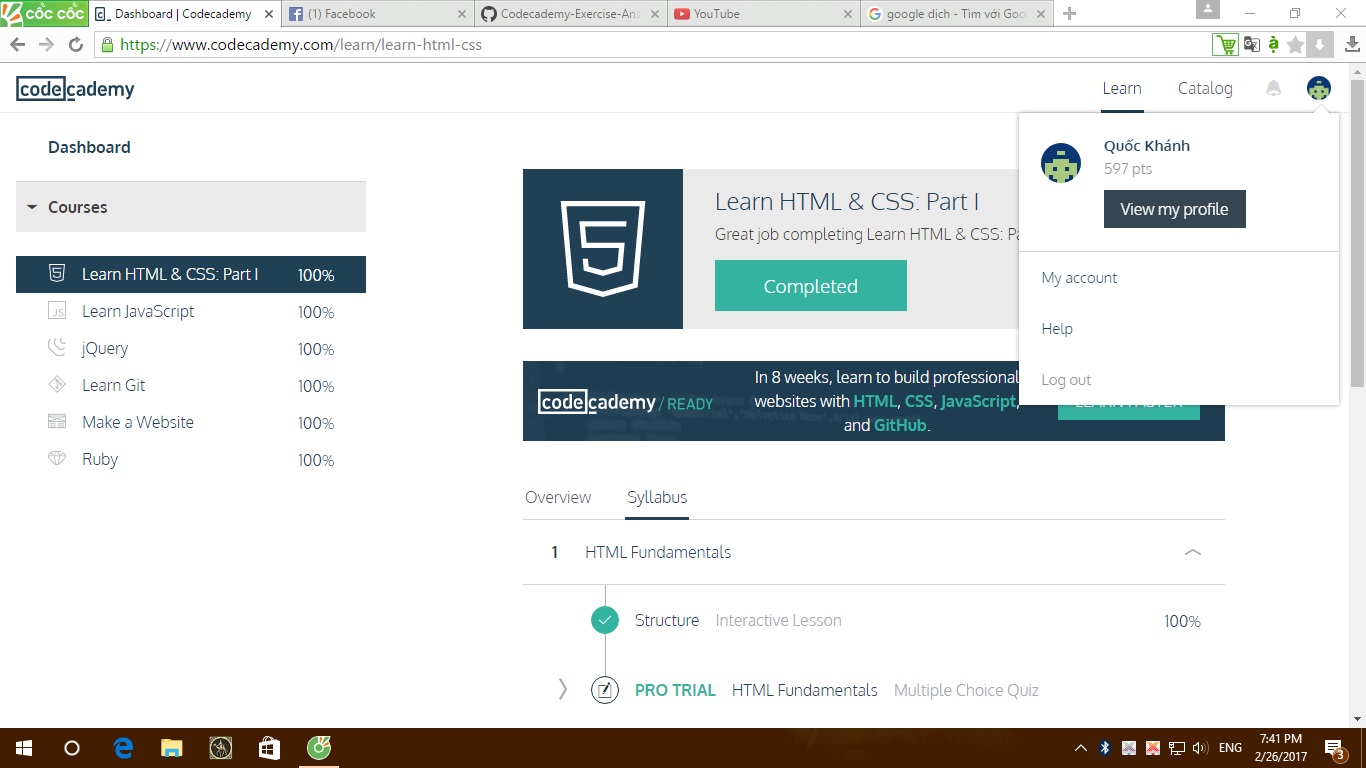 cốc cốc
Dashboard | Codecademy
(1) Facebook
Codecademy-Exercise-Ans
YouTube
google dịch - Tìm với Goo
https://www.codecademy.com/learn/learn-html-css
codecademy
Learn
Catalog
Dashboard
Courses
Learn HTML & CSS: Part I 100%
Learn JavaScript 100%
jQuery 100%
Learn Git 100%
Make a Website 100%
Ruby 100%
Learn HTML & CSS: Part I
Great job completing Learn HTML & CSS: Pa
Completed
Quốc Khánh
597 pts
View my profile
My account
Help
Log out
codecademy / READY
In 8 weeks, learn to build professional
websites with HTML, CSS, JavaScript,
and GitHub.
LEARN FASTER
Overview
Syllabus
1 HTML Fundamentals
Structure Interactive Lesson 100%
PRO TRIAL HTML Fundamentals Multiple Choice Quiz
ENG
7:41 PM
2/26/2017
3